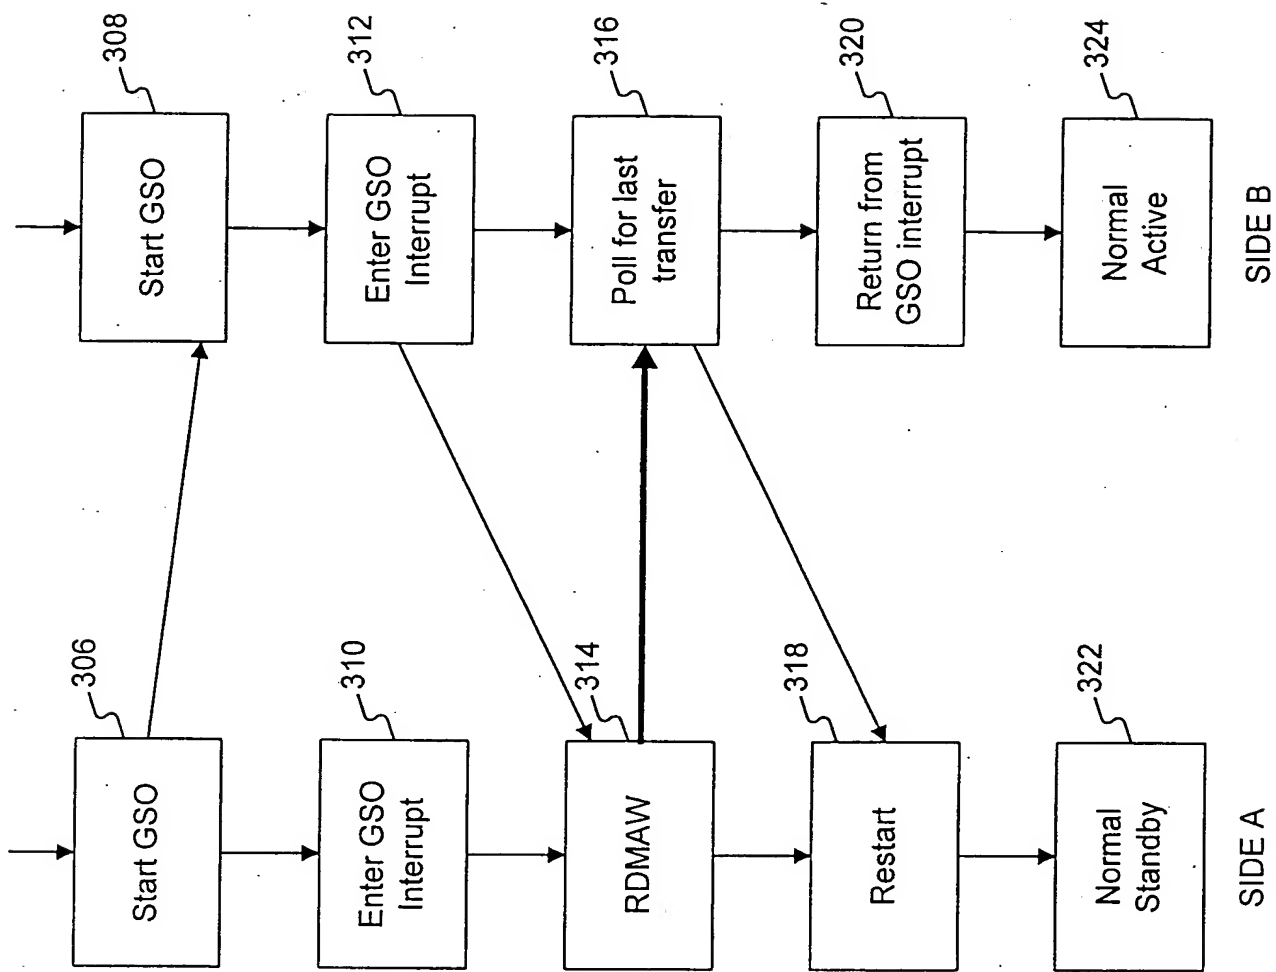 306
Start GSO
308
Start GSO
310
Enter GSO
Interrupt
312
Enter GSO
Interrupt
314
RDMAW
316
Poll for last
transfer
318
Restart
320
Return from
GSO interrupt
322
Normal
Standby
324
Normal
Active
SIDE A
SIDE B